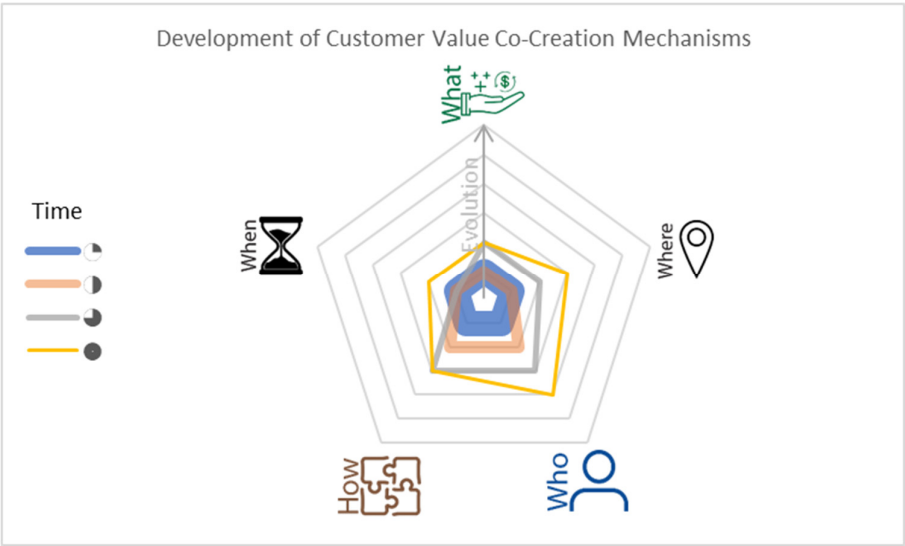 Development of Customer Value Co-Creation Mechanisms
What
++
+
$
Evolution
Time
When
Where
How
Who